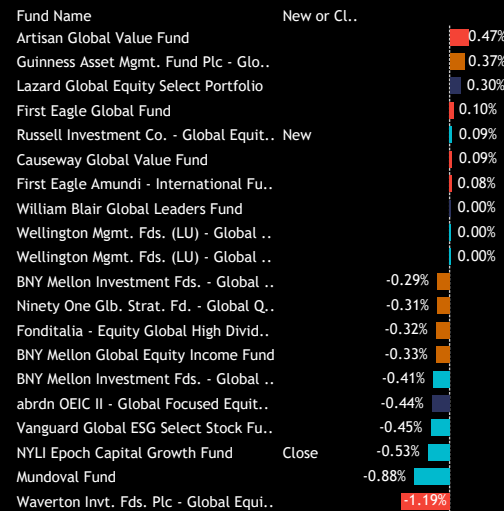 Fund Name New or Cl..
Artisan Global Value Fund 0.47%
Guinness Asset Mgmt. Fund Plc - Glo.. 0.37%
Lazard Global Equity Select Portfolio 0.30%
First Eagle Global Fund 0.10%
Russell Investment Co. - Global Equit.. New 0.09%
Causeway Global Value Fund 0.09%
First Eagle Amundi - International Fu.. 0.08%
William Blair Global Leaders Fund 0.00%
Wellington Mgmt. Fds. (LU) - Global .. 0.00%
Wellington Mgmt. Fds. (LU) - Global .. 0.00%
BNY Mellon Investment Fds. - Global .. -0.29%
Ninety One Glb. Strat. Fd. - Global Q.. -0.31%
Fonditalia - Equity Global High Divid.. -0.32%
BNY Mellon Global Equity Income Fund -0.33%
BNY Mellon Investment Fds. - Global .. -0.41%
abrdn OEIC II - Global Focused Equit.. -0.44%
Vanguard Global ESG Select Stock Fu.. -0.45%
NYLI Epoch Capital Growth Fund Close -0.53%
Mundoval Fund -0.88%
Waverton Invt. Fds. Plc - Global Equi.. -1.19%